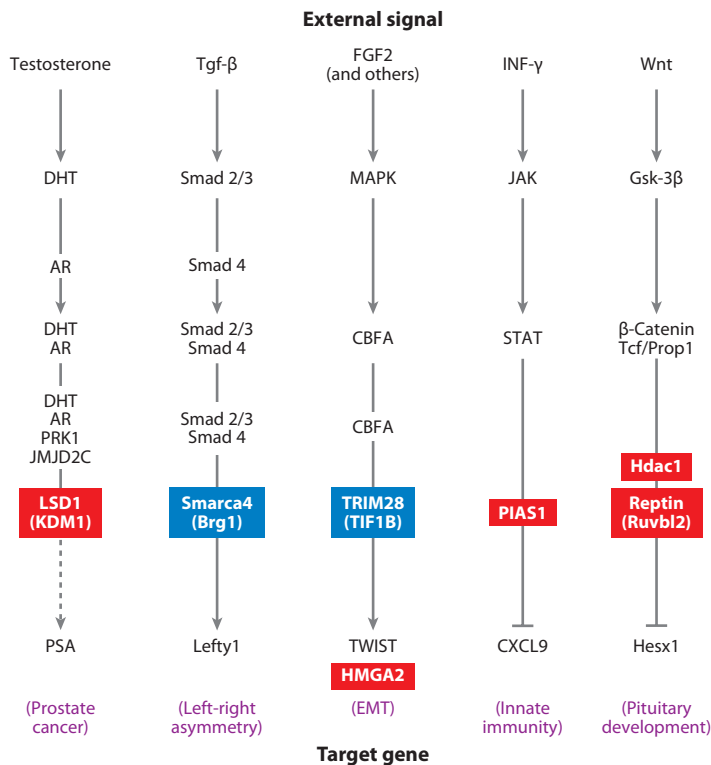 External signal
Testosterone
Tgf-β
FGF2
(and others)
INF-γ
Wnt
DHT
Smad 2/3
MAPK
JAK
Gsk-3β
AR
Smad 4
DHT
AR
Smad 2/3
Smad 4
CBFA
STAT
β-Catenin
Tcf/Prop1
DHT
AR
PRK1
JMJD2C
Smad 2/3
Smad 4
CBFA
Hdac1
LSD1
(KDM1)
Smarca4
(Brg1)
TRIM28
(TIF1B)
PIAS1
Reptin
(Ruvbl2)
PSA
Lefty1
TWIST
HMGA2
CXCL9
Hesx1
(Prostate
cancer)
(Left-right
asymmetry)
(EMT)
(Innate
immunity)
(Pituitary
development)
Target gene